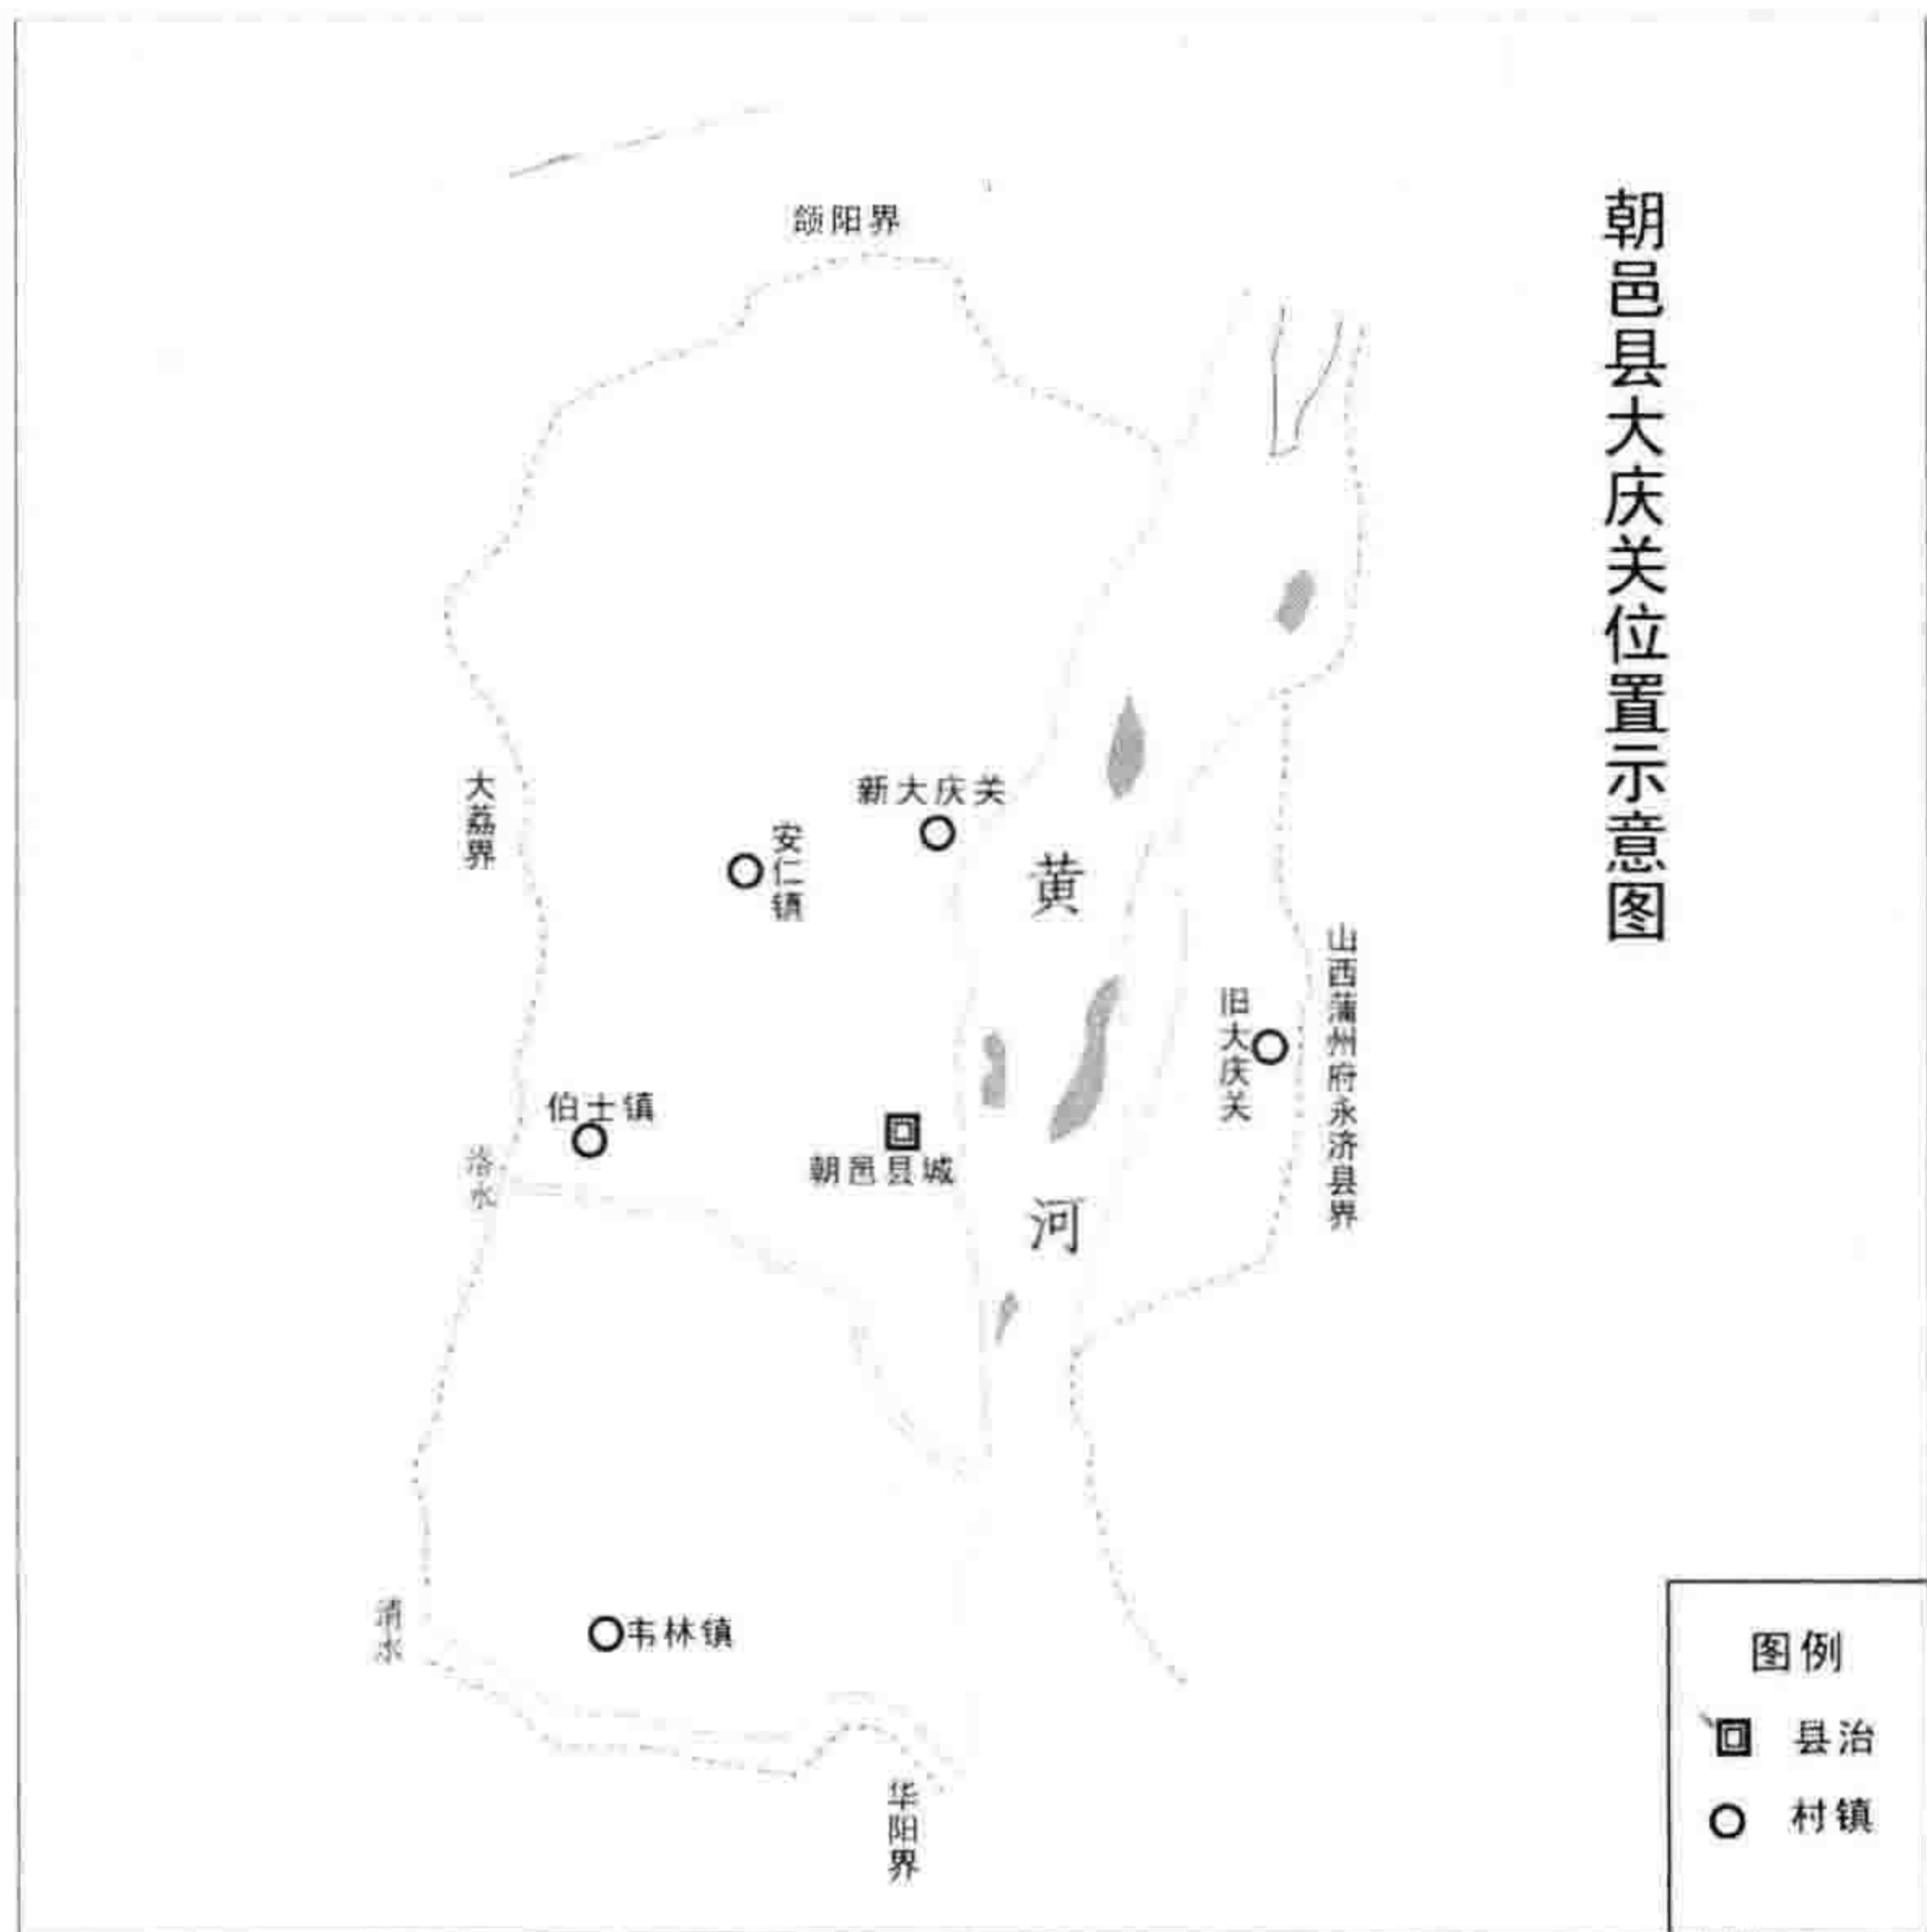 朝邑县大庆关位置示意图
颔阳界
大荔界
新大庆关
安仁镇
黄河
山西蒲州府永济县界
旧大庆关
伯士镇
朝邑县城
洛水
渭水
韦林镇
华阳界
图例
县治
村镇